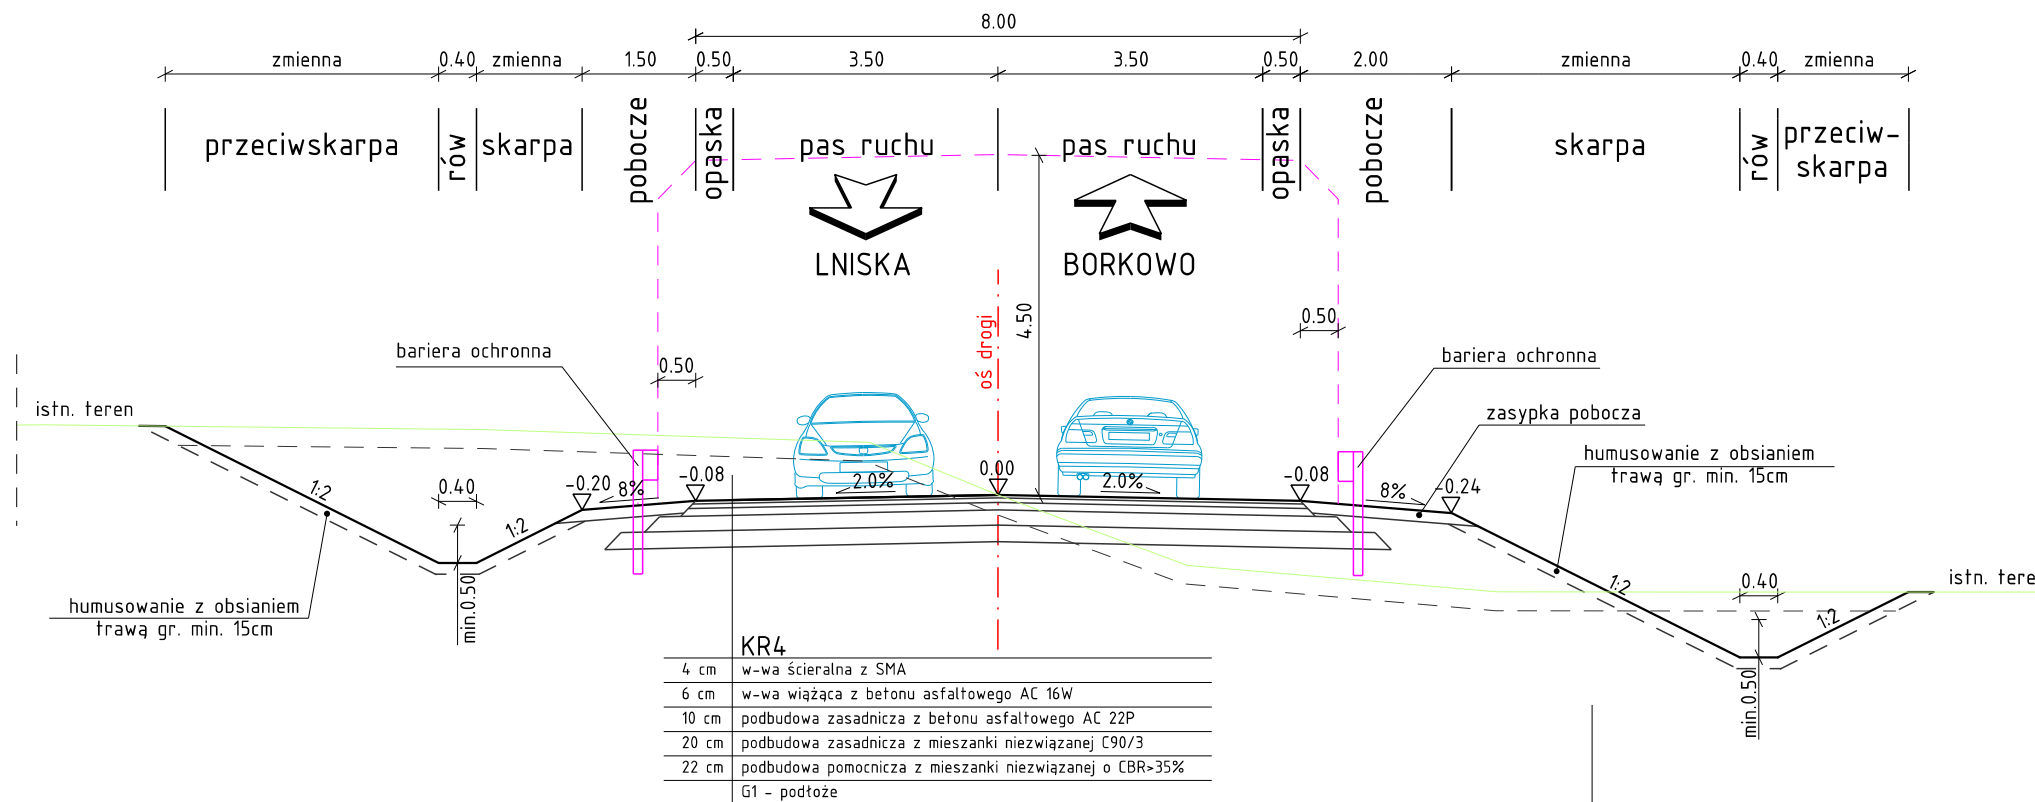 8.00
zmienna 0.40 zmienna 1.50 0.50 3.50 3.50 0.50 2.00 zmienna 0.40 zmienna
przeciwskarpa
rów
skarpa
pobocze
opaska
pas ruchu
pas ruchu
opaska
pobocze
skarpa
rów
przeciw-
skarpa
LNISKA
BORKOWO
oś drogi
4.50
0.50
0.50
bariera ochronna
bariera ochronna
istn. teren
zasypka pobocza
humusowanie z obsianiem
trawą gr. min. 15cm
1:2
0.40
1:2
-0.20
8%
-0.08
2.0%
0.00
2.0%
-0.08
8%
-0.24
1:2
0.40
1:2
istn. tere
min.0.50
humusowanie z obsianiem
trawą gr. min. 15cm
min.0.50
KR4
4 cm w-wa ścieralna z SMA
6 cm w-wa wiążąca z betonu asfaltowego AC 16W
10 cm podbudowa zasadnicza z betonu asfaltowego AC 22P
20 cm podbudowa zasadnicza z mieszanki niezwiązanej C90/3
22 cm podbudowa pomocnicza z mieszanki niezwiązanej o CBR>35%
G1 - podłoże